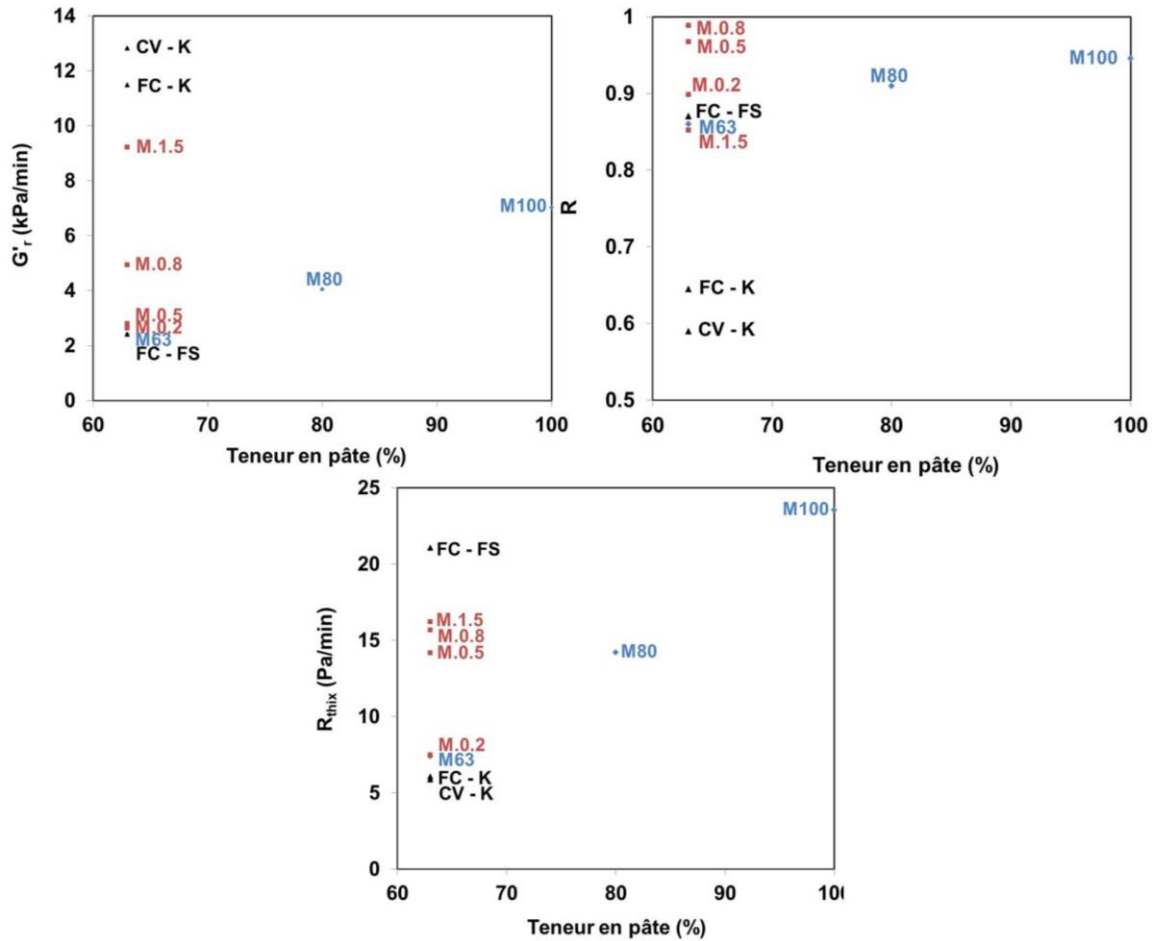 G'r (kPa/min)
14
12
10
8
6
4
2
0
CV - K
FC - K
M.1.5
M.0.8
M.0.5
M.0.2
M63
FC - FS
M80
M100
60 70 80 90 100
Teneur en pâte (%)
R
1
0.9
0.8
0.7
0.6
0.5
M.0.8
M.0.5
M.0.2
FC - FS
M63
M.1.5
M80
M100
FC - K
CV - K
60 70 80 90 100
Teneur en pâte (%)
Rthix (Pa/min)
25
20
15
10
5
0
M100
FC - FS
M.1.5
M.0.8
M.0.5
M80
M.0.2
M63
FC - K
CV - K
60 70 80 90 10
Teneur en pâte (%)